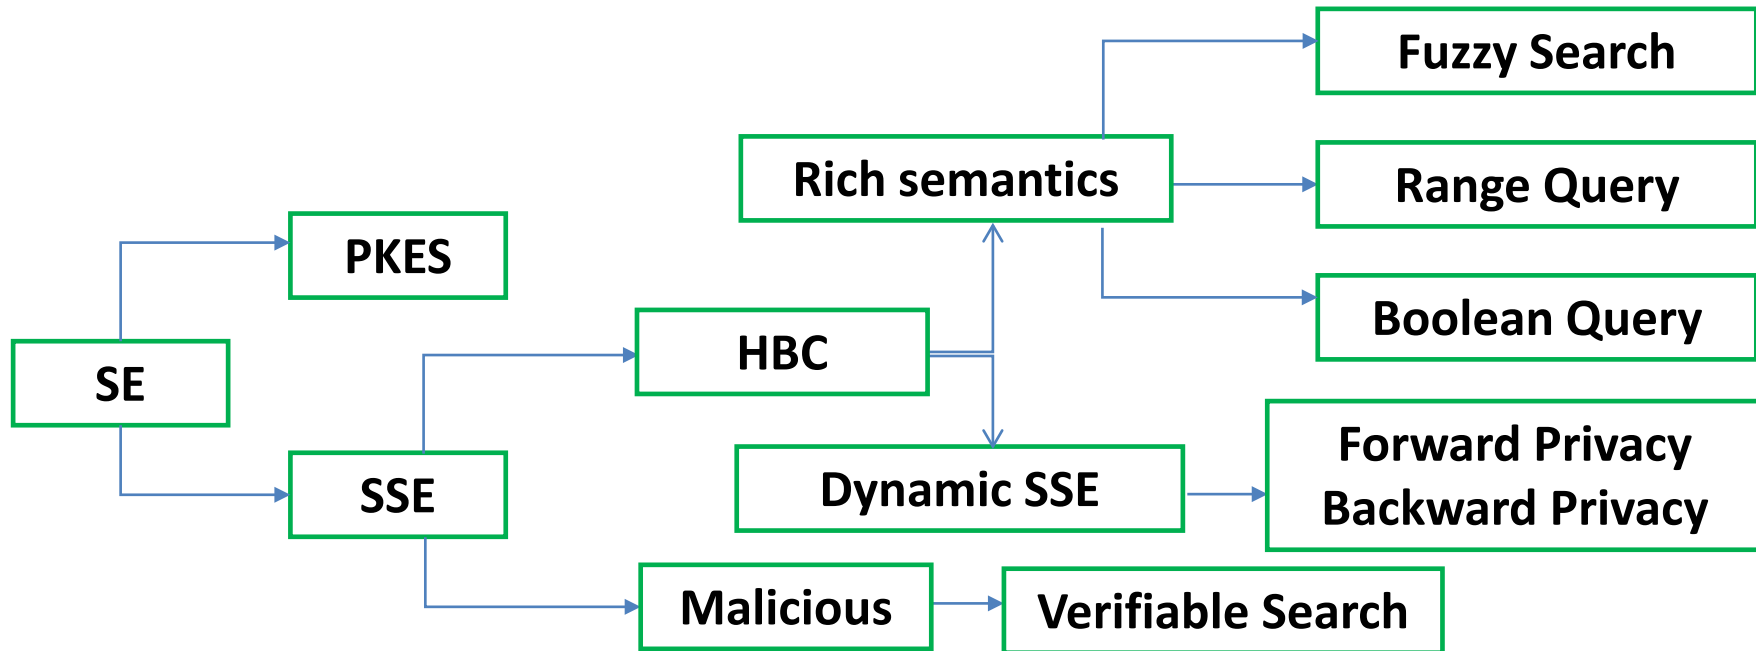 Fuzzy Search
Rich semantics
Range Query
PKES
Boolean Query
HBC
SE
Forward Privacy
Backward Privacy
Dynamic SSE
SSE
Malicious
Verifiable Search